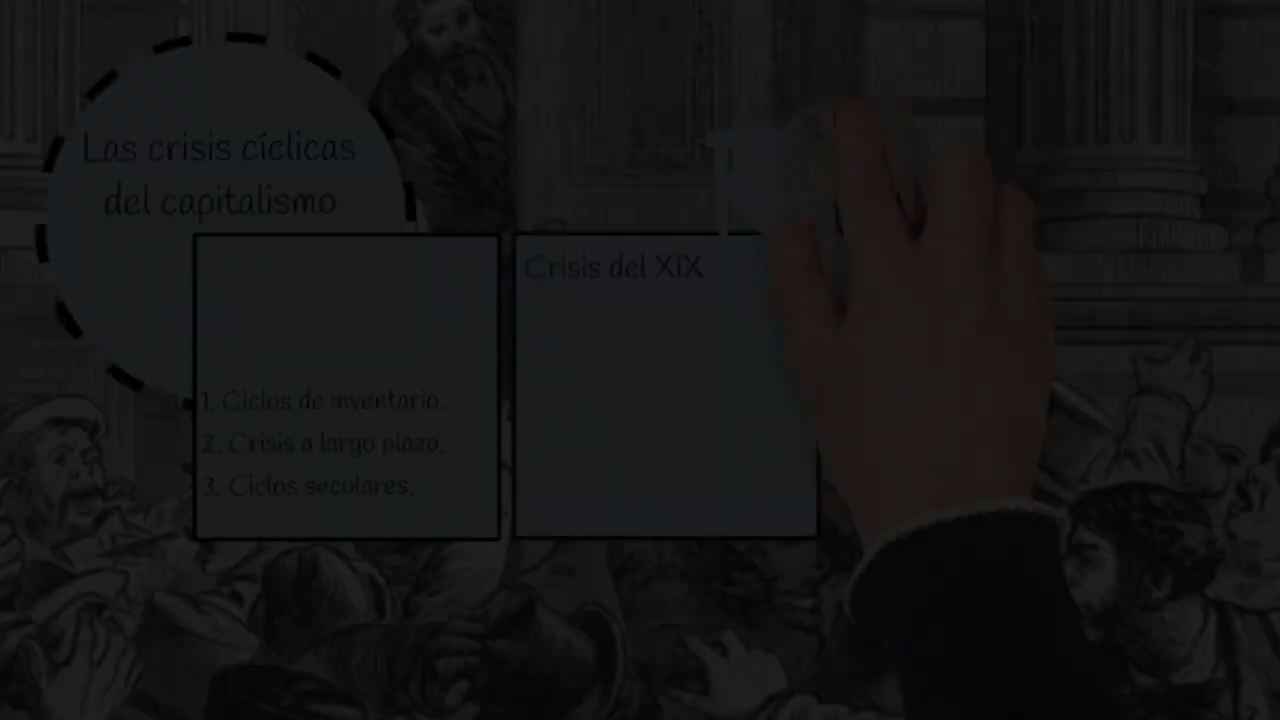 Las crisis cíclicas
del capitalismo
Crisis del XIX
1. Ciclos de inventario.
2. Crisis a largo plazo.
3. Ciclos seculares.